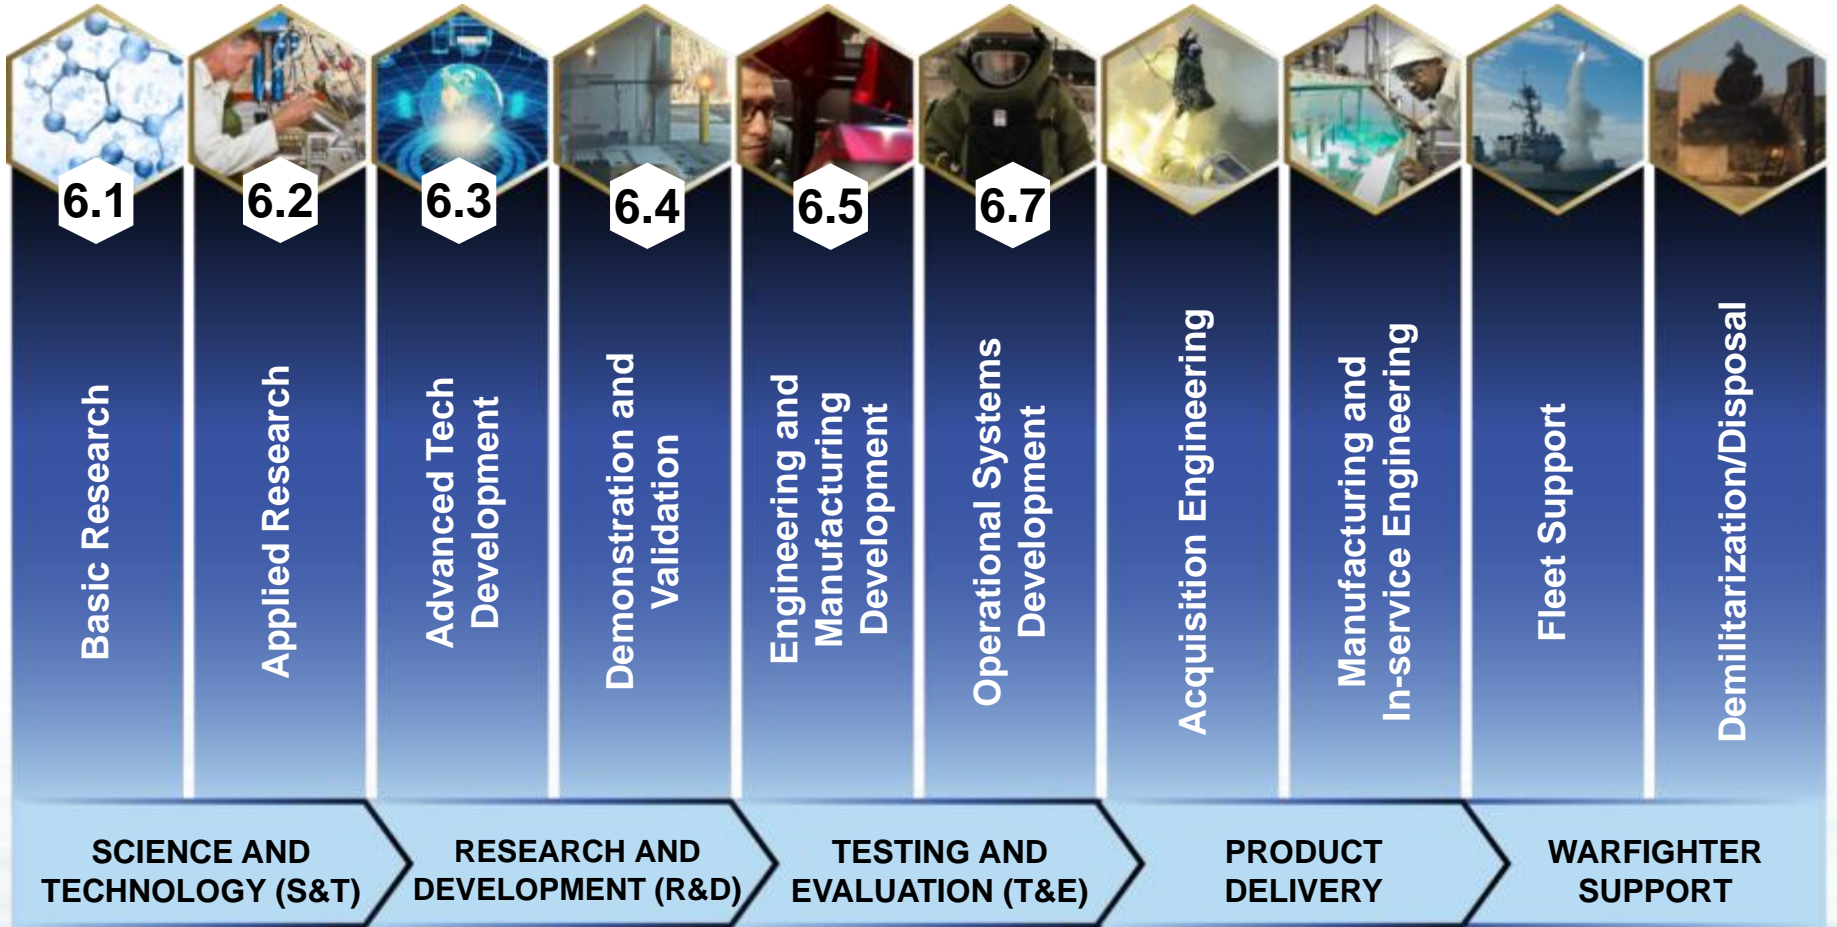 6.1
6.2
6.3
6.4
6.5
6.7
Basic Research
Applied Research
Advanced Tech
Development
Demonstration and
Validation
Engineering and
Manufacturing
Development
Operational Systems
Development
Acquisition Engineering
Manufacturing and
In-service Engineering
Fleet Support
Demilitarization/Disposal
SCIENCE AND
TECHNOLOGY (S&T)
RESEARCH AND
DEVELOPMENT (R&D)
TESTING AND
EVALUATION (T&E)
PRODUCT
DELIVERY
WARFIGHTER
SUPPORT